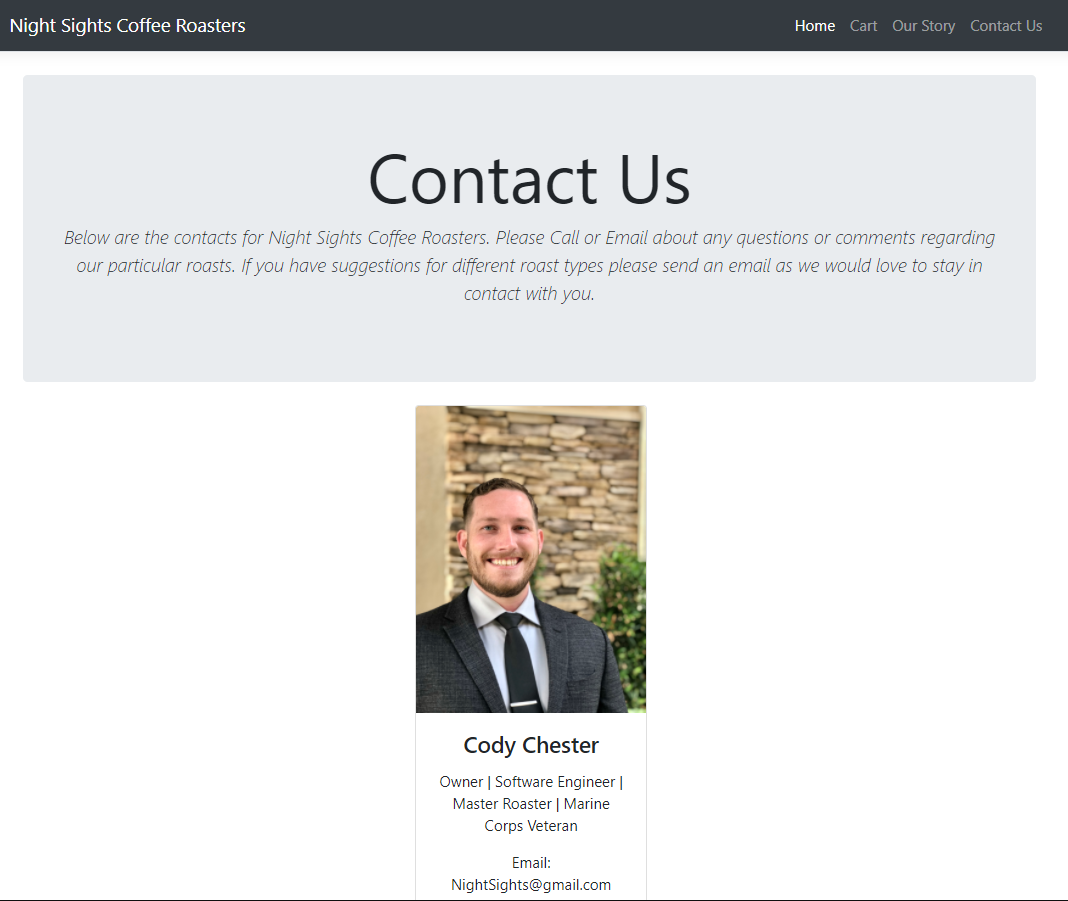 Night Sights Coffee Roasters
Home Cart Our Story Contact Us
Contact Us
Below are the contacts for Night Sights Coffee Roasters. Please Call or Email about any questions or comments regarding
our particular roasts. If you have suggestions for different roast types please send an email as we would love to stay in
contact with you.
Cody Chester
Owner | Software Engineer |
Master Roaster | Marine
Corps Veteran
Email:
NightSights@gmail.com